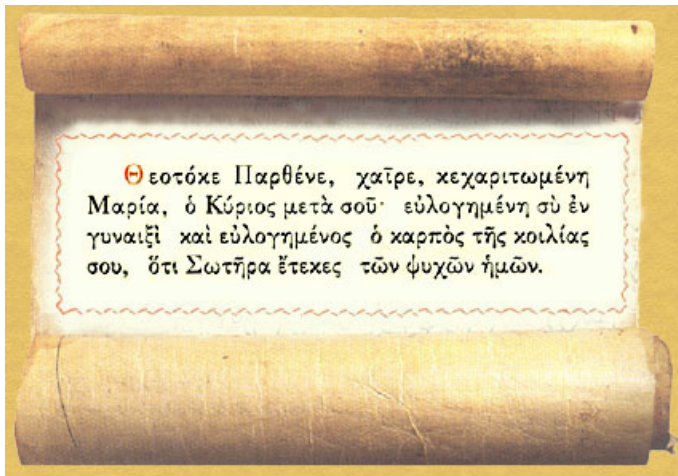 Θεοτόκε Παρθένε, χαῖρε, κεχαριτωμένη
Μαρία, ὁ Κύριος μετὰ σοῦ· εὐλογημένη σὺ ἐν
γυναιξὶ καὶ εὐλογημένος ὁ καρπὸς τῆς κοιλίας
σου, ὅτι Σωτῆρα ἔτεκες τῶν ψυχῶν ἡμῶν.